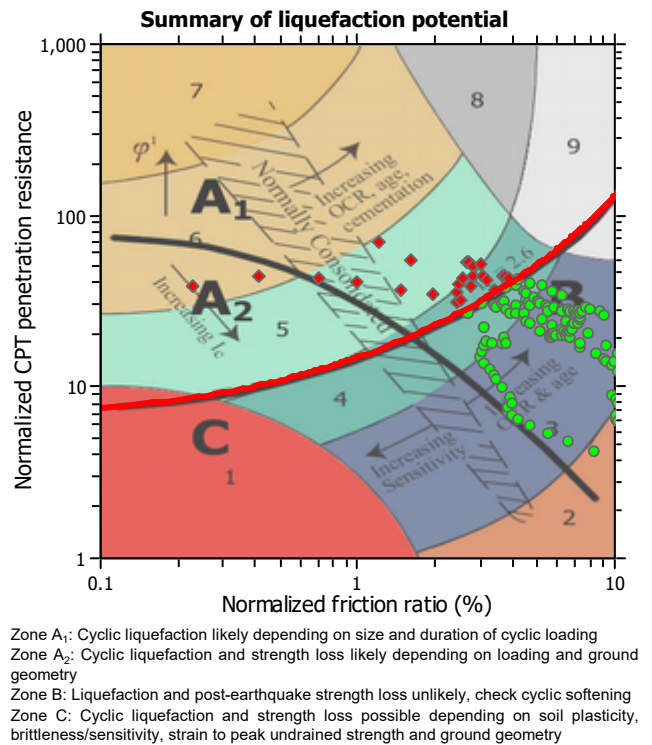 Summary of liquefaction potential
Normalized CPT penetration resistance
1,000
100
10
1
7
8
9
φ'
A1
Normally Consolidated
Increasing
OCR, age,
cementation
6
A2
Increasing Ic
2.6
B
5
4
Increasing
OCR & age
3
C
1
Increasing
Sensitivity
2
0.1
1
10
Normalized friction ratio (%)
Zone A1: Cyclic liquefaction likely depending on size and duration of cyclic loading
Zone A2: Cyclic liquefaction and strength loss likely depending on loading and ground
geometry
Zone B: Liquefaction and post-earthquake strength loss unlikely, check cyclic softening
Zone C: Cyclic liquefaction and strength loss possible depending on soil plasticity,
brittleness/sensitivity, strain to peak undrained strength and ground geometry